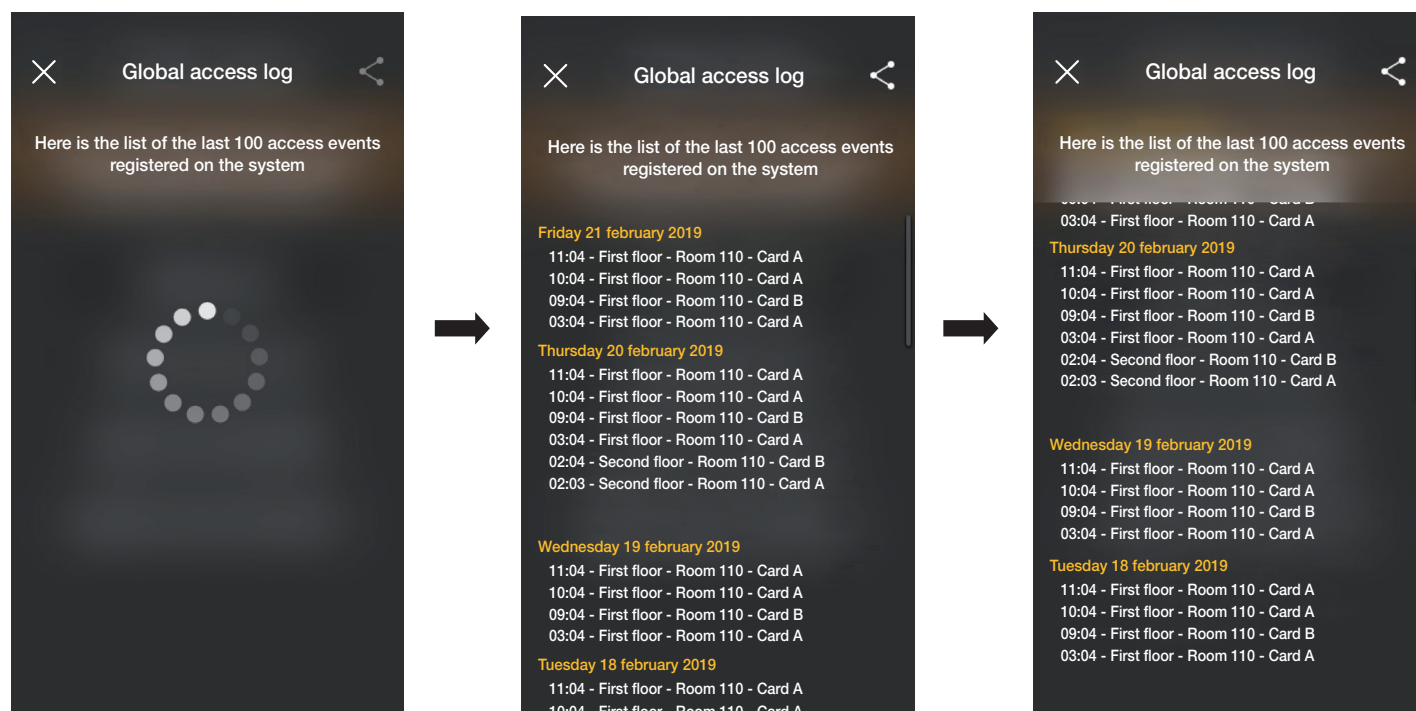 Global access log
Here is the list of the last 100 access events
registered on the system
Global access log
Here is the list of the last 100 access events
registered on the system
Friday 21 february 2019
11:04 - First floor - Room 110 - Card A
10:04 - First floor - Room 110 - Card A
09:04 - First floor - Room 110 - Card B
03:04 - First floor - Room 110 - Card A
Thursday 20 february 2019
11:04 - First floor - Room 110 - Card A
10:04 - First floor - Room 110 - Card A
09:04 - First floor - Room 110 - Card B
03:04 - First floor - Room 110 - Card A
02:04 - Second floor - Room 110 - Card B
02:03 - Second floor - Room 110 - Card A
Wednesday 19 february 2019
11:04 - First floor - Room 110 - Card A
10:04 - First floor - Room 110 - Card A
09:04 - First floor - Room 110 - Card B
03:04 - First floor - Room 110 - Card A
Tuesday 18 february 2019
11:04 - First floor - Room 110 - Card A
10:04 - First floor - Room 110 - Card A
Global access log
Here is the list of the last 100 access events
registered on the system
03:04 - First floor - Room 110 - Card A
Thursday 20 february 2019
11:04 - First floor - Room 110 - Card A
10:04 - First floor - Room 110 - Card A
09:04 - First floor - Room 110 - Card B
03:04 - First floor - Room 110 - Card A
02:04 - Second floor - Room 110 - Card B
02:03 - Second floor - Room 110 - Card A
Wednesday 19 february 2019
11:04 - First floor - Room 110 - Card A
10:04 - First floor - Room 110 - Card A
09:04 - First floor - Room 110 - Card B
03:04 - First floor - Room 110 - Card A
Tuesday 18 february 2019
11:04 - First floor - Room 110 - Card A
10:04 - First floor - Room 110 - Card A
09:04 - First floor - Room 110 - Card B
03:04 - First floor - Room 110 - Card A